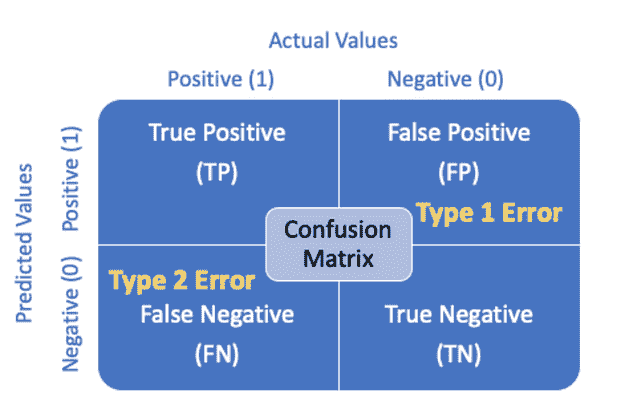 Actual Values
Positive (1)
Negative (0)
Predicted Values
Positive (1)
Negative (0)
True Positive
(TP)
False Positive
(FP)
Type 1 Error
Confusion
Matrix
Type 2 Error
False Negative
(FN)
True Negative
(TN)